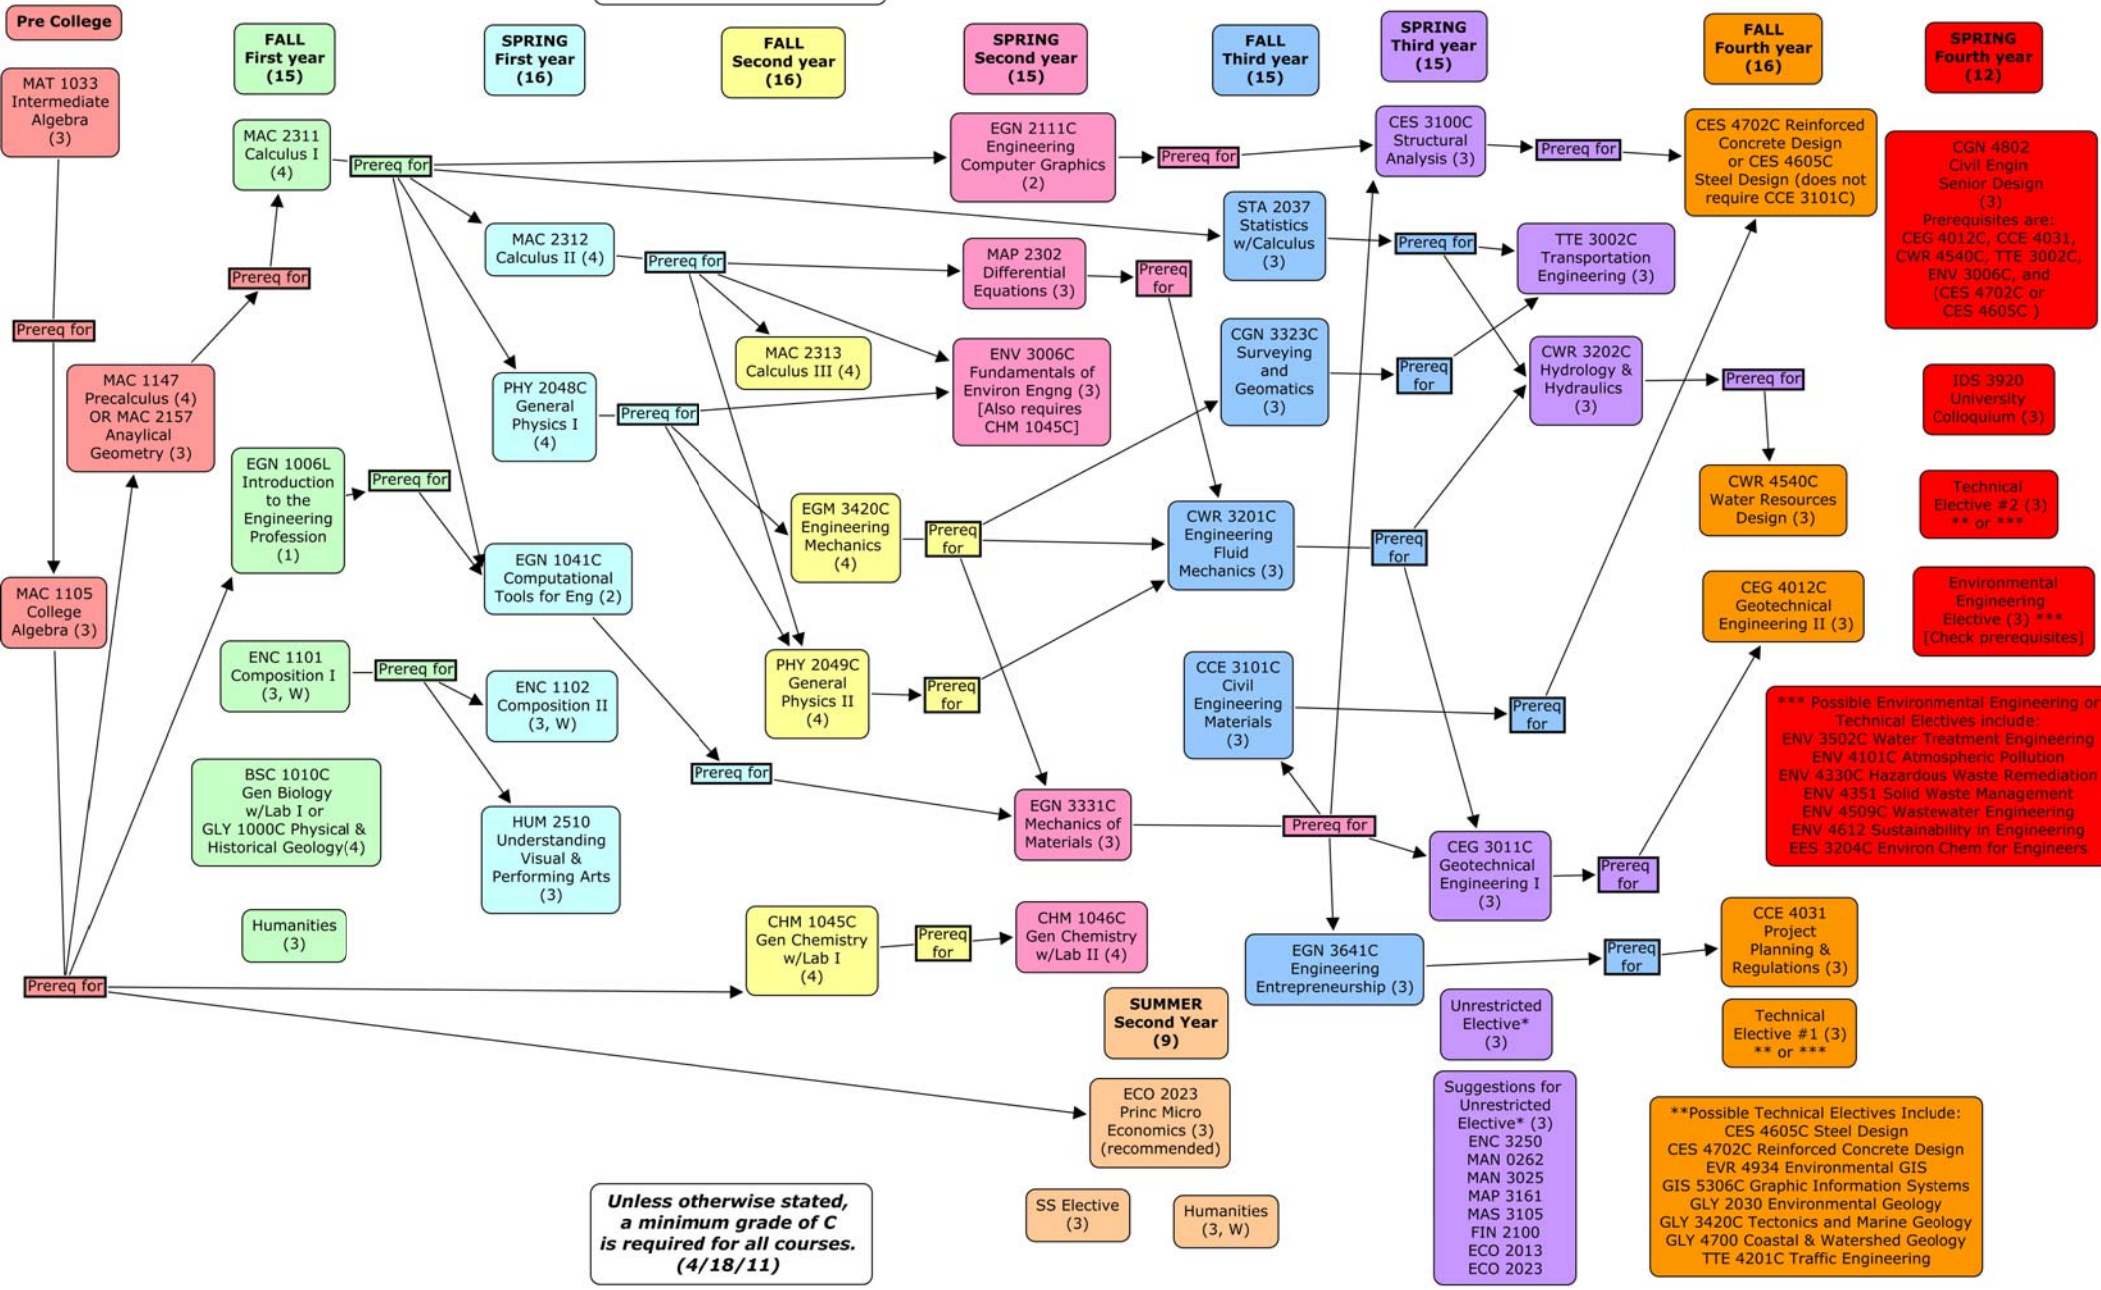 Pre College
MAT 1033
Intermediate
Algebra
(3)
Prereq for
MAC 1147
Precalculus (4)
OR MAC 2157
Anaylical
Geometry (3)
MAC 1105
College
Algebra (3)
Prereq for
Prereq for
FALL
First year
(15)
MAC 2311
Calculus I
(4)
Prereq for
EGN 1006L
Introduction
to the
Engineering
Profession
(1)
Prereq for
ENC 1101
Composition I
(3, W)
Prereq for
BSC 1010C
Gen Biology
w/Lab I or
GLY 1000C Physical &
Historical Geology(4)
Humanities
(3)
SPRING
First year
(16)
MAC 2312
Calculus II (4)
Prereq for
PHY 2048C
General
Physics I
(4)
Prereq for
EGN 1041C
Computational
Tools for Eng (2)
Prereq for
ENC 1102
Composition II
(3, W)
HUM 2510
Understanding
Visual &
Performing Arts
(3)
FALL
Second year
(16)
MAC 2313
Calculus III (4)
EGM 3420C
Engineering
Mechanics
(4)
Prereq
for
PHY 2049C
General
Physics II
(4)
Prereq
for
CHM 1045C
Gen Chemistry
w/Lab I
(4)
Prereq
for
SPRING
Second year
(15)
EGN 2111C
Engineering
Computer Graphics
(2)
Prereq for
MAP 2302
Differential
Equations (3)
Prereq
for
ENV 3006C
Fundamentals of
Environ Engng (3)
[Also requires
CHM 1045C]
EGN 3331C
Mechanics of
Materials (3)
Prereq for
CHM 1046C
Gen Chemistry
w/Lab II (4)
SUMMER
Second Year
(9)
ECO 2023
Princ Micro
Economics (3)
(recommended)
SS Elective
(3)
Humanities
(3, W)
FALL
Third year
(15)
STA 2037
Statistics
w/Calculus
(3)
Prereq for
CGN 3323C
Surveying
and
Geomatics
(3)
Prereq
for
CWR 3201C
Engineering
Fluid
Mechanics (3)
Prereq
for
CCE 3101C
Civil
Engineering
Materials
(3)
Prereq
for
EGN 3641C
Engineering
Entrepreneurship (3)
Prereq
for
SPRING
Third year
(15)
CES 3100C
Structural
Analysis (3)
Prereq for
TTE 3002C
Transportation
Engineering (3)
CWR 3202C
Hydrology &
Hydraulics
(3)
Prereq for
CEG 3011C
Geotechnical
Engineering I
(3)
Prereq
for
Unrestricted
Elective*
(3)
Suggestions for
Unrestricted
Elective* (3)
ENC 3250
MAN 0262
MAN 3025
MAP 3161
MAS 3105
FIN 2100
ECO 2013
ECO 2023
FALL
Fourth year
(16)
CES 4702C Reinforced
Concrete Design
or CES 4605C
Steel Design (does not
require CCE 3101C)
CWR 4540C
Water Resources
Design (3)
CEG 4012C
Geotechnical
Engineering II (3)
CCE 4031
Project
Planning &
Regulations (3)
Technical
Elective #1 (3)
** or ***
**Possible Technical Electives Include:
CES 4605C Steel Design
CES 4702C Reinforced Concrete Design
EVR 4934 Environmental GIS
GIS 5306C Graphic Information Systems
GLY 2030 Environmental Geology
GLY 3420C Tectonics and Marine Geology
GLY 4700 Coastal & Watershed Geology
TTE 4201C Traffic Engineering
SPRING
Fourth year
(12)
CGN 4802
Civil Engin
Senior Design
(3)
Prerequisites are:
CEG 4012C, CCE 4031,
CWR 4540C, TTE 3002C,
ENV 3006C, and
(CES 4702C or
CES 4605C )
IDS 3920
University
Colloquium (3)
Technical
Elective #2 (3)
** or ***
Environmental
Engineering
Elective (3) ***
[Check prerequisites]
*** Possible Environmental Engineering or
Technical Electives include:
ENV 3502C Water Treatment Engineering
ENV 4101C Atmospheric Pollution
ENV 4330C Hazardous Waste Remediation
ENV 4351 Solid Waste Management
ENV 4509C Wastewater Engineering
ENV 4612 Sustainability in Engineering
EES 3204C Environ Chem for Engineers
Unless otherwise stated,
a minimum grade of C
is required for all courses.
(4/18/11)